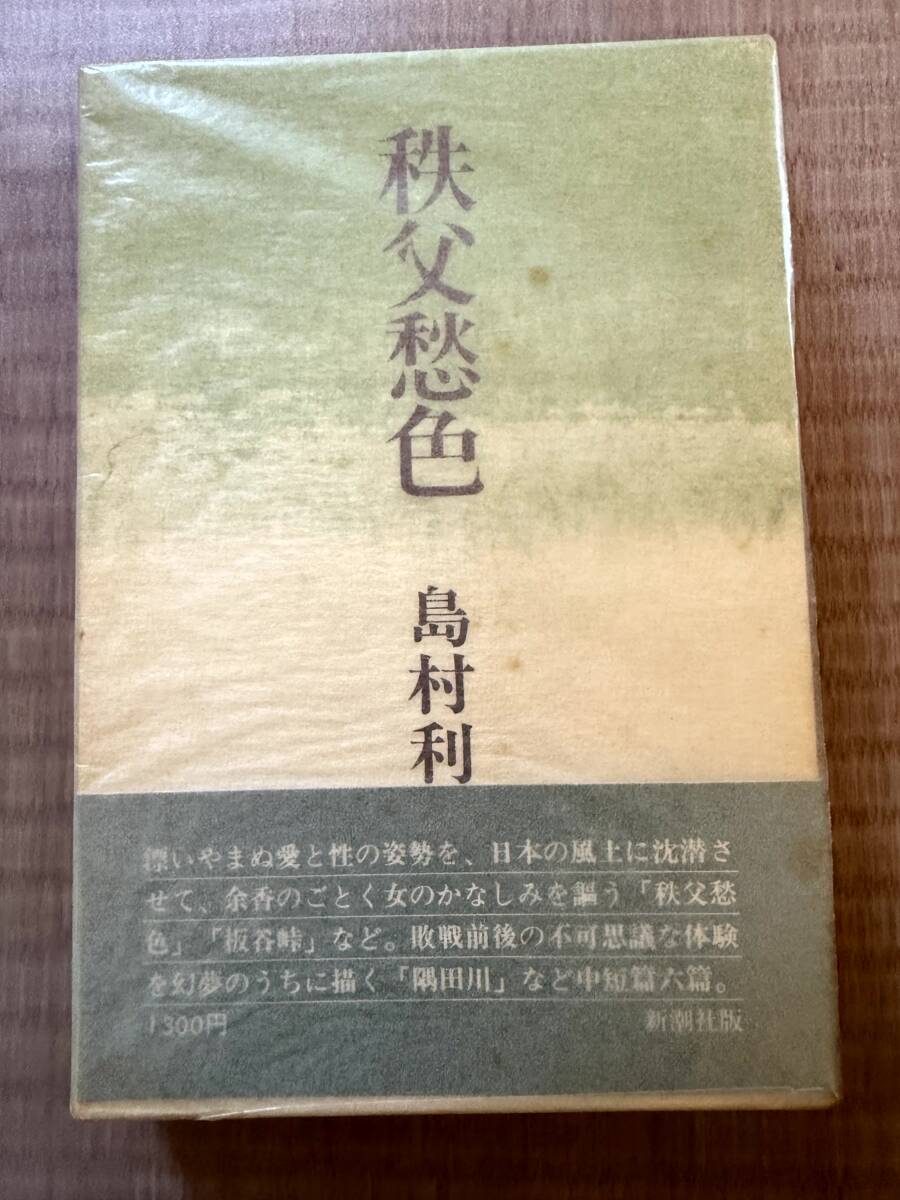 秩父愁色
島村利
漂いやまぬ愛と性の姿勢を、日本の風土に沈潜さ
せて、余香のごとく女のかなしみを謳う「秩父愁
色」「板谷峠」など。敗戦前後の不可思議な体験
を幻夢のうちに描く「隅田川」など中短篇六篇。
1300円
新潮社版